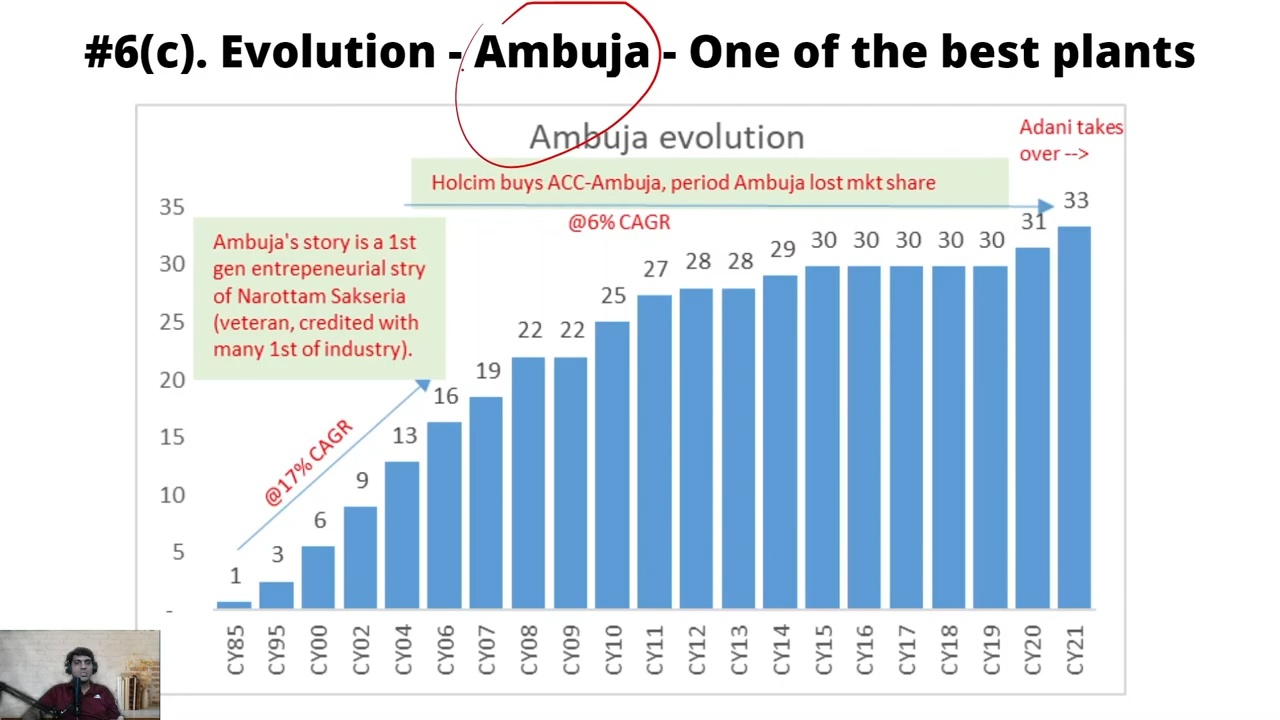 #6(c). Evolution - Ambuja - One of the best plants
Ambuja evolution
Adani takes
over -->
Holcim buys ACC-Ambuja, period Ambuja lost mkt share
@6% CAGR
Ambuja's story is a 1st
gen entrepeneurial stry
of Narottam Sakseria
(veteran, credited with
many 1st of industry).
@17% CAGR
35
30
25
20
15
10
5
-
1
3
6
9
13
16
19
22
22
25
27
28
28
29
30
30
30
30
30
31
33
CY85
CY95
CY00
CY02
CY04
CY06
CY07
CY08
CY09
CY10
CY11
CY12
CY13
CY14
CY15
CY16
CY17
CY18
CY19
CY20
CY21